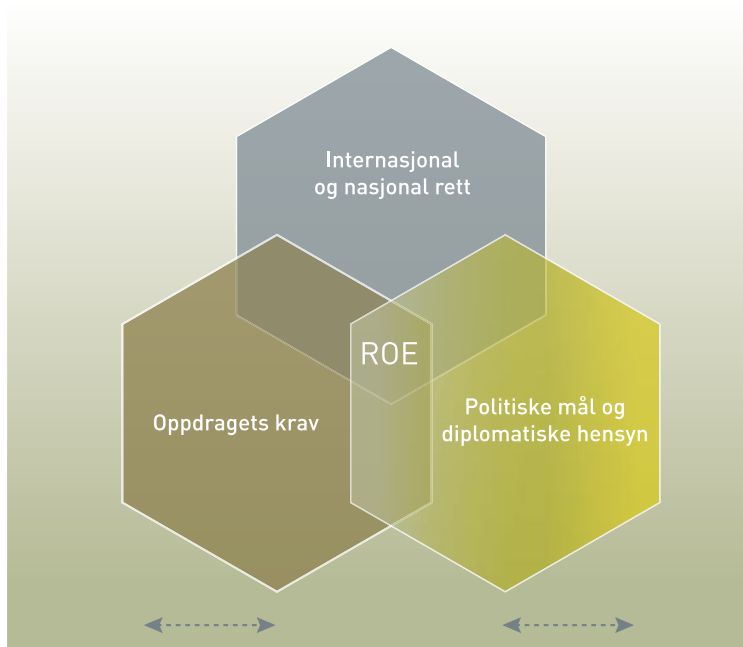 Internasjonal
og nasjonal rett
ROE
Oppdragets krav
Politiske mål og
diplomatiske hensyn